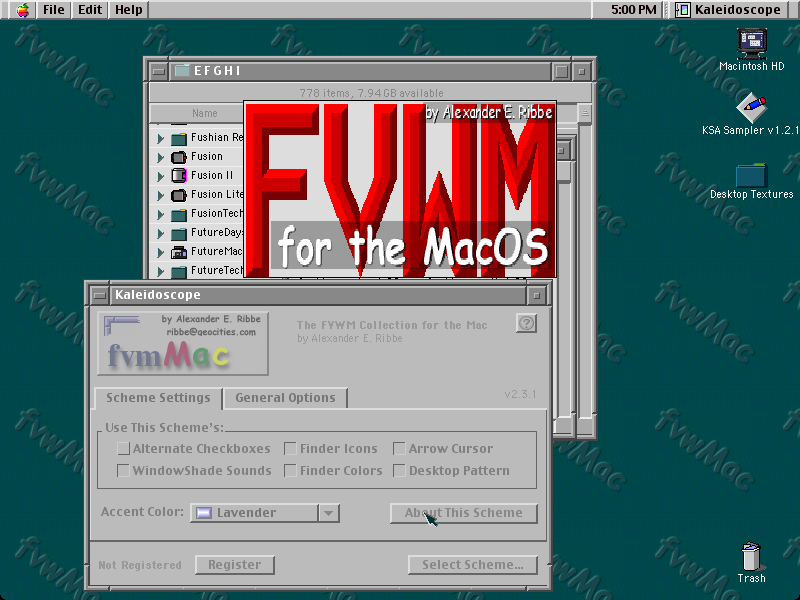 File Edit Help 5:00 PM Kaleidoscope
fvwMac fvwMac
Macintosh HD
KSA Sampler v1.2.1
Desktop Textures
Trash
EFGHI
778 items, 7.94 GB available
Name
Fushian Re
Fusion
Fusion II
Fusion Lite
FusionTech
FutureDays
FutureMac
FutureTech
by Alexander E. Ribbe
FVWM
for the MacOS
Kaleidoscope
by Alexander E. Ribbe
ribbe@geocities.com
fvmMac
The FVWM Collection for the Mac
by Alexander E. Ribbe
v2.3.1
Scheme Settings General Options
Use This Scheme's:
Alternate Checkboxes Finder Icons Arrow Cursor
WindowShade Sounds Finder Colors Desktop Pattern
Accent Color: Lavender About This Scheme
Not Registered Register Select Scheme...